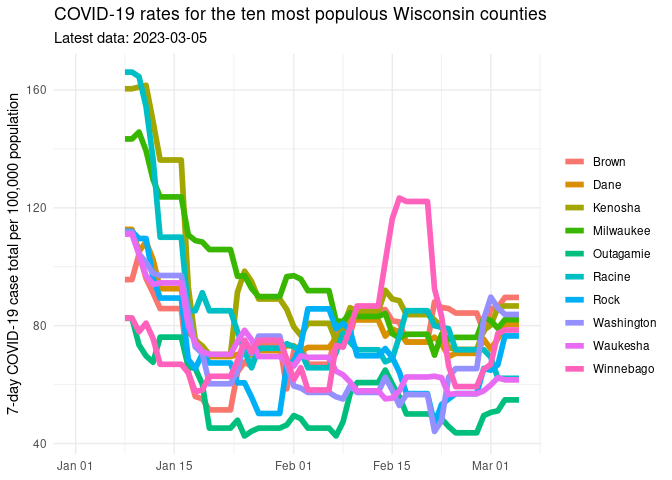 COVID-19 rates for the ten most populous Wisconsin counties
Latest data: 2023-03-05
7-day COVID-19 case total per 100,000 population
160
120
80
40
Jan 01
Jan 15
Feb 01
Feb 15
Mar 01
Brown
Dane
Kenosha
Milwaukee
Outagamie
Racine
Rock
Washington
Waukesha
Winnebago